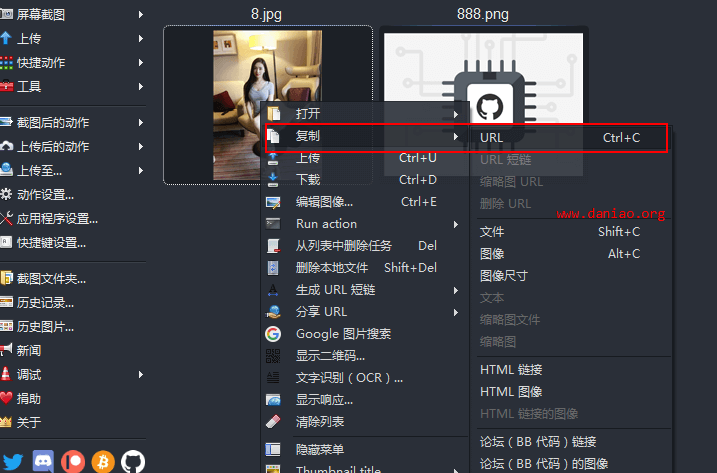 屏幕截图
上传
快捷动作
工具
截图后的动作
上传后的动作
上传至...
动作设置...
应用程序设置...
快捷键设置...
截图文件夹...
历史记录...
历史图片...
新闻
调试
捐助
关于
8.jpg
888.png
打开
复制
上传 Ctrl+U
下载 Ctrl+D
编辑图像... Ctrl+E
Run action
从列表中删除任务 Del
删除本地文件 Shift+Del
生成 URL 短链
分享 URL
Google 图片搜索
显示二维码...
文字识别（OCR）...
显示响应...
清除列表
隐藏菜单
Thumbnail title
URL Ctrl+C
URL 短链
缩略图 URL
删除 URL
www.daniao.org
文件 Shift+C
图像 Alt+C
图像尺寸
文本
缩略图文件
缩略图
HTML 链接
HTML 图像
HTML 链接的图像
论坛（BB 代码）链接
论坛（BB 代码）的图像